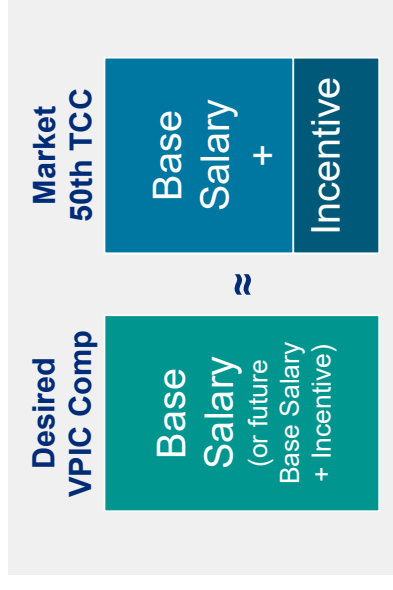 Desired
VPIC Comp
Base
Salary
(or future
Base Salary
+ Incentive)
≈
Market
50th TCC
Base
Salary
+
Incentive